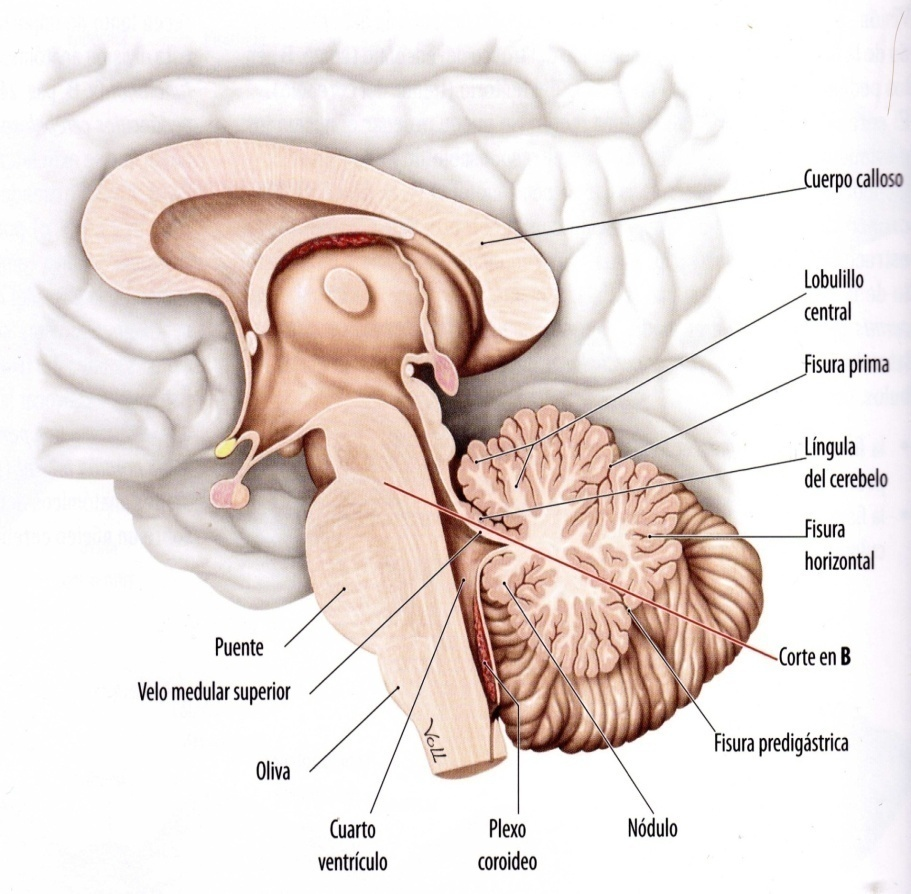 Cuerpo calloso
Lobulillo
central
Fisura prima
Língula
del cerebelo
Fisura
horizontal
Corte en B
Fisura predigástrica
Nódulo
Plexo
coroideo
Cuarto
ventrículo
Oliva
Velo medular superior
Puente
Voll